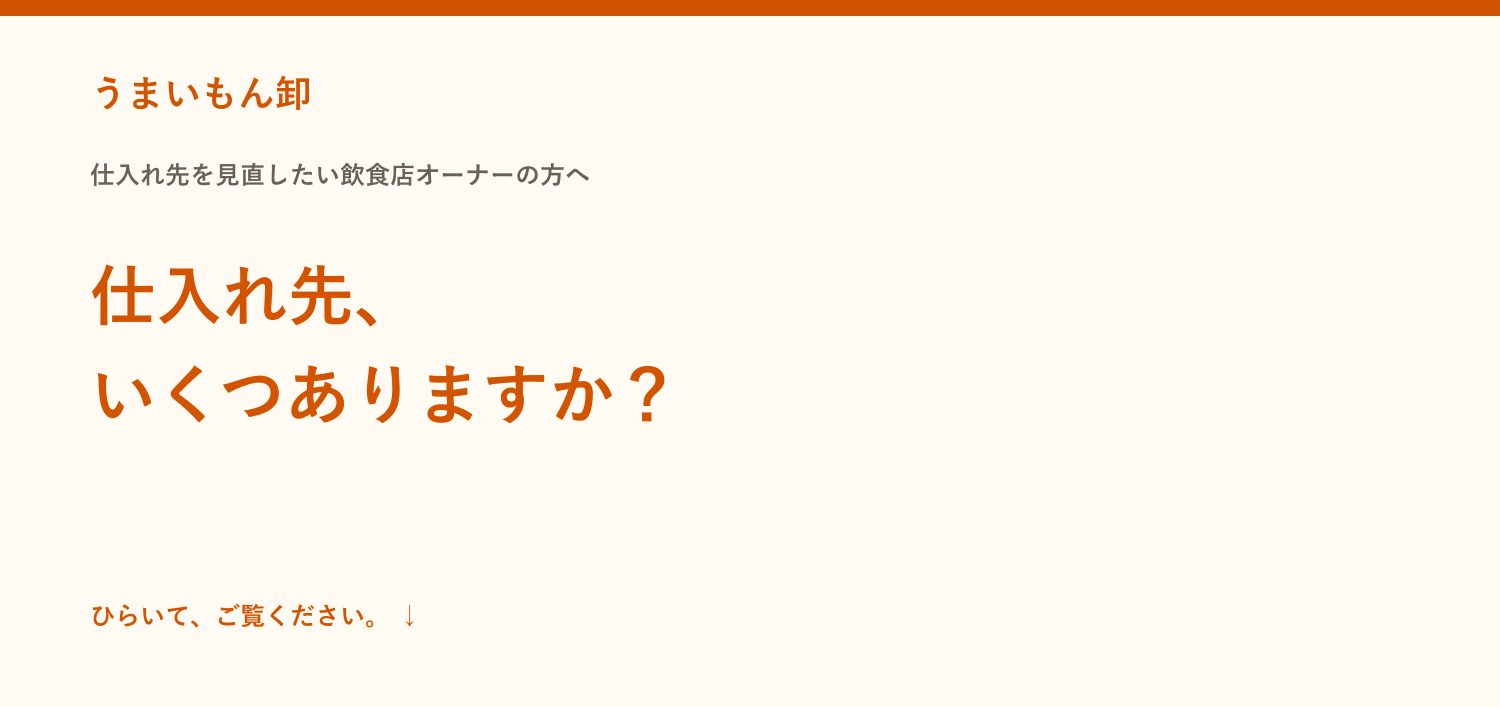 うまいもん卸
仕入れ先を見直したい飲食店オーナーの方へ
仕入れ先、
いくつありますか？
ひらいて、ご覧ください。 ↓